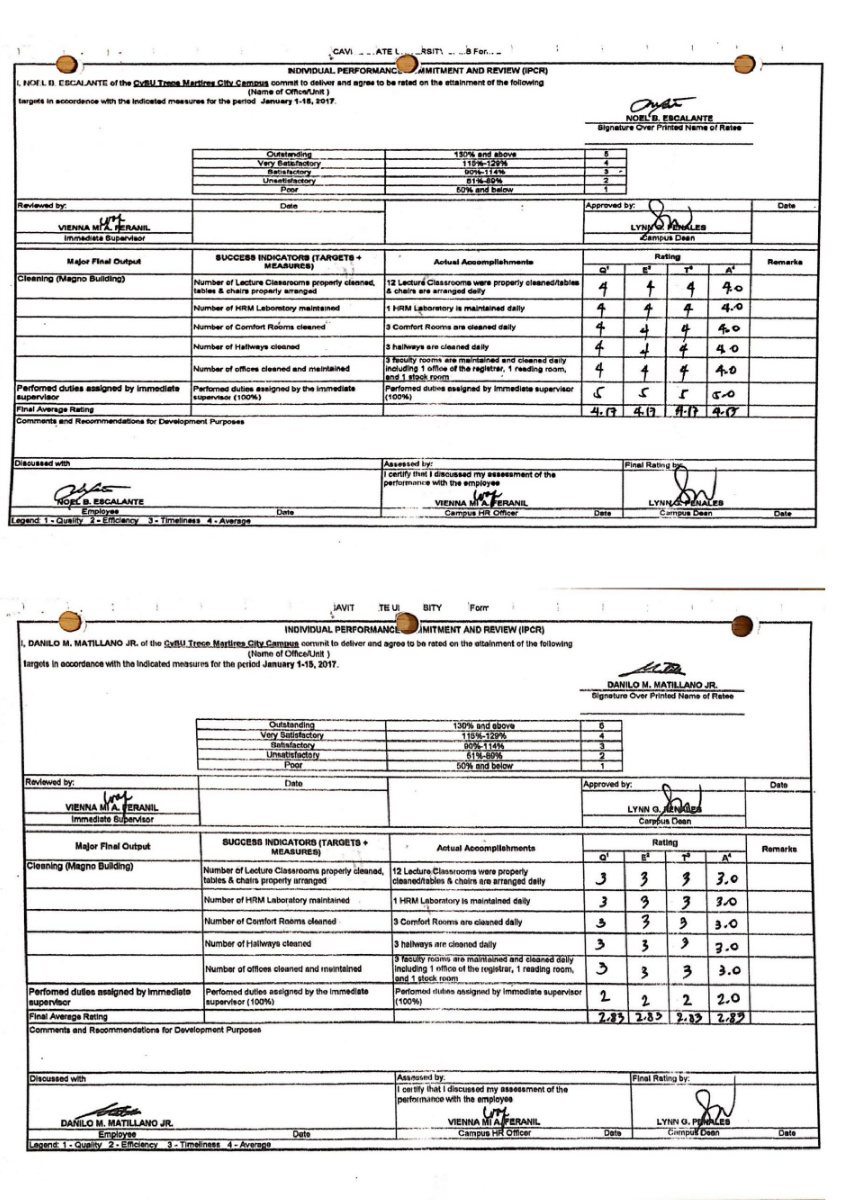 INDIVIDUAL PERFORMANCE MMITMENT AND REVIEW (IPCR)
I, NOEL B. ESCALANTE of the CvSU Trece Martires City Campus commit to deliver and agree to be rated on the attainment of the following
(Name of Office/Unit )
targets in accordance with the indicated measures for the period January 1-15, 2017.
NOEL B. ESCALANTE
Signature Over Printed Name of Ratee
Outstanding 130% and above 5
Very Satisfactory 115%-129% 4
Satisfactory 90%-114% 3
Unsatisfactory 51%-89% 2
Poor 50% and below 1
Reviewed by: Date Approved by: Date
VIENNA MI A. FERANIL LYNN G. PENALES
Immediate Supervisor Campus Dean
Major Final Output SUCCESS INDICATORS (TARGETS + MEASURES) Actual Accomplishments Rating Remarks
Q¹ E² T³ A⁴
Cleaning (Magno Building) Number of Lecture Classrooms properly cleaned, tables & chairs properly arranged 12 Lecture Classrooms were properly cleaned/tables & chairs are arranged daily 4 4 4 4.0
Number of HRM Laboratory maintained 1 HRM Laboratory is maintained daily 4 4 4 4.0
Number of Comfort Rooms cleaned 3 Comfort Rooms are cleaned daily 4 4 4 4.0
Number of Hallways cleaned 3 hallways are cleaned daily 4 4 4 4.0
Number of offices cleaned and maintained 3 faculty rooms are maintained and cleaned daily including 1 office of the registrar, 1 reading room, and 1 stock room 4 4 4 4.0
Perfomed duties assigned by immediate supervisor Perfomed duties assigned by the immediate supervisor (100%) Perfomed duties assigned by immediate supervisor (100%) 5 5 5 5.0
Final Average Rating 4.17 4.17 4.17 4.17
Comments and Recommendations for Development Purposes
Discussed with Assessed by: Final Rating by:
I certify that I discussed my assessment of the
performance with the employee
NOEL B. ESCALANTE VIENNA MI A. FERANIL LYNN G. PENALES
Employee Date Campus HR Officer Date Campus Dean Date
Legend: 1 - Quality 2 - Efficiency 3 - Timeliness 4 - Average
INDIVIDUAL PERFORMANCE MITMENT AND REVIEW (IPCR)
I, DANILO M. MATILLANO JR. of the CvSU Trece Martires City Campus commit to deliver and agree to be rated on the attainment of the following
(Name of Office/Unit )
targets in accordance with the indicated measures for the period January 1-15, 2017.
DANILO M. MATILLANO JR.
Signature Over Printed Name of Ratee
Outstanding 130% and above 5
Very Satisfactory 115%-129% 4
Satisfactory 90%-114% 3
Unsatisfactory 51%-89% 2
Poor 50% and below 1
Reviewed by: Date Approved by: Date
VIENNA MI A. FERANIL LYNN G. PENALES
Immediate Supervisor Campus Dean
Major Final Output SUCCESS INDICATORS (TARGETS + MEASURES) Actual Accomplishments Rating Remarks
Q¹ E² T³ A⁴
Cleaning (Magno Building) Number of Lecture Classrooms properly cleaned, tables & chairs properly arranged 12 Lecture Classrooms were properly cleaned/tables & chairs are arranged daily 3 3 3 3.0
Number of HRM Laboratory maintained 1 HRM Laboratory is maintained daily 3 3 3 3.0
Number of Comfort Rooms cleaned 3 Comfort Rooms are cleaned daily 3 3 3 3.0
Number of Hallways cleaned 3 hallways are cleaned daily 3 3 3 3.0
Number of offices cleaned and maintained 3 faculty rooms are maintained and cleaned daily including 1 office of the registrar, 1 reading room, and 1 stock room 3 3 3 3.0
Perfomed duties assigned by immediate supervisor Perfomed duties assigned by the immediate supervisor (100%) Perfomed duties assigned by immediate supervisor (100%) 2 2 2 2.0
Final Average Rating 2.83 2.83 2.83 2.83
Comments and Recommendations for Development Purposes
Discussed with Assessed by: Final Rating by:
I certify that I discussed my assessment of the
performance with the employee
DANILO M. MATILLANO JR. VIENNA MI A. FERANIL LYNN G. PENALES
Employee Date Campus HR Officer Date Campus Dean Date
Legend: 1 - Quality 2 - Efficiency 3 - Timeliness 4 - Average